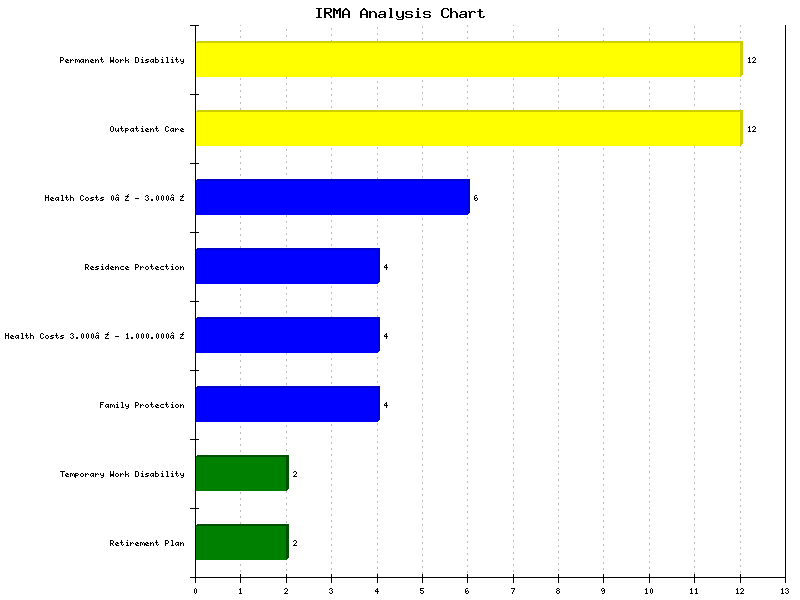 IRMA Analysis Chart
Permanent Work Disability
12
Outpatient Care
12
Health Costs 0â Ź - 3.000â Ź
6
Residence Protection
4
Health Costs 3.000â Ź - 1.000.000â Ź
4
Family Protection
4
Temporary Work Disability
2
Retirement Plan
2
0 1 2 3 4 5 6 7 8 9 10 11 12 13